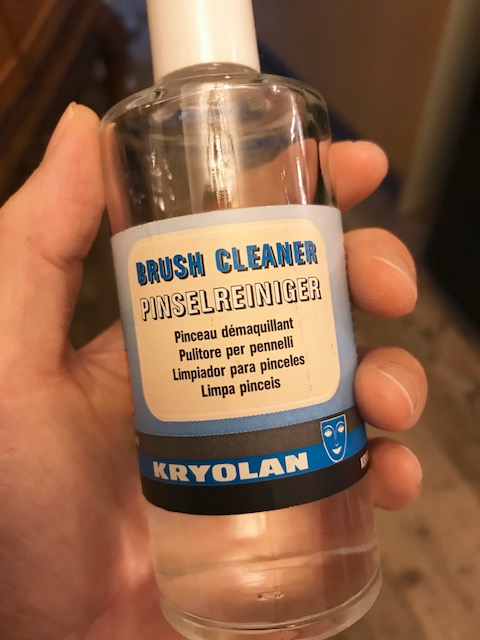 BRUSH CLEANER
PINSELREINIGER
Pinceau démaquillant
Pulitore per pennelli
Limpiador para pinceles
Limpa pinceis
KRYOLAN